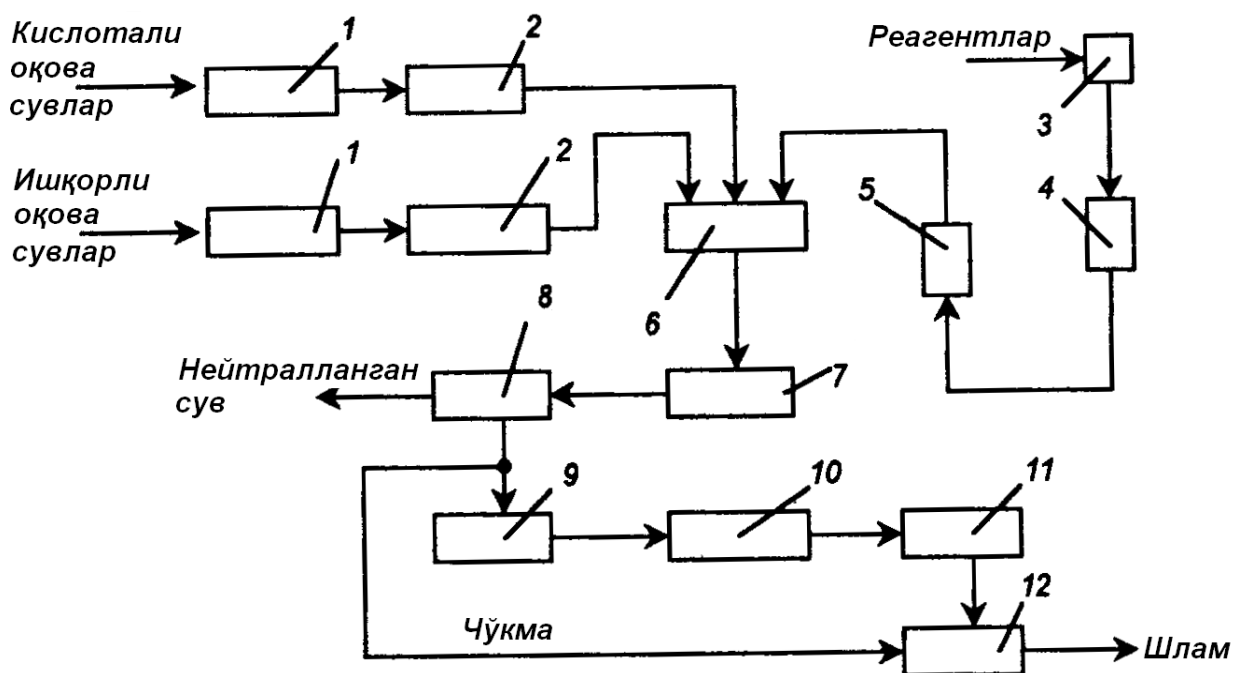 Кислотали
оқова
сувлар
1
2
Реагентлар
3
Ишқорли
оқова
сувлар
1
2
6
5
4
Нейтралланган
сув
8
7
9
10
11
Чўкма
12
Шлам